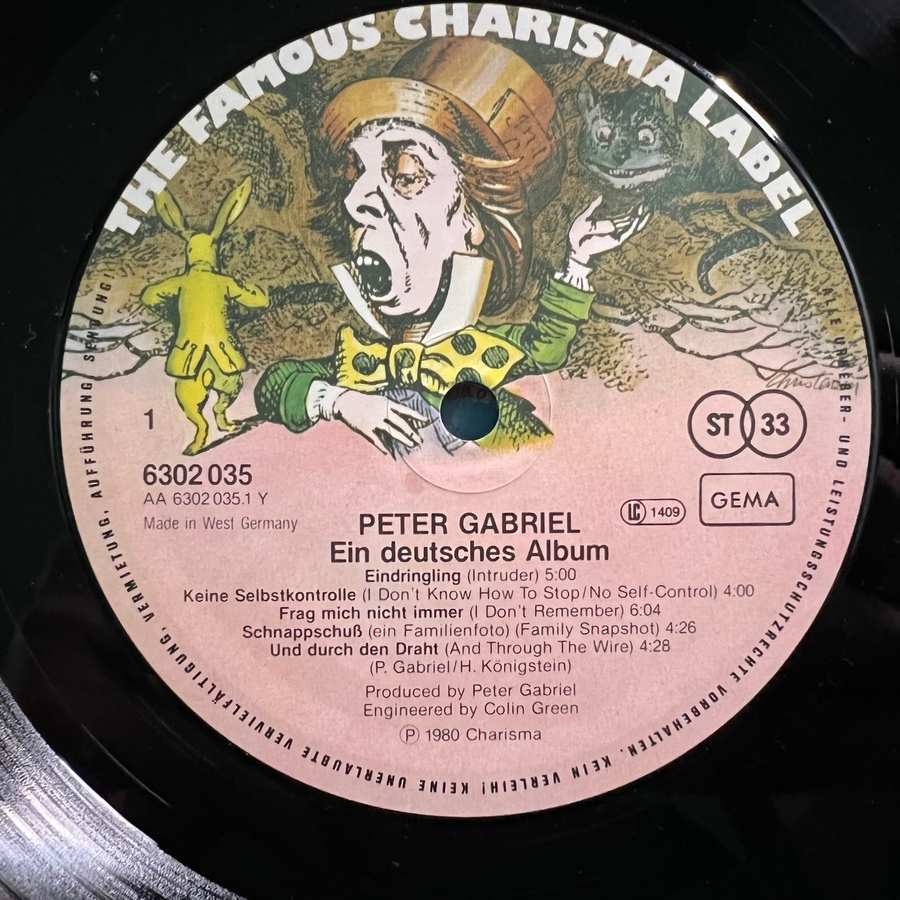 THE FAMOUS CHARISMA LABEL
1
ST 33
6302 035
AA 6302 035.1 Y
Made in West Germany
LC 1409
GEMA
PETER GABRIEL
Ein deutsches Album
Eindringling (Intruder) 5:00
Keine Selbstkontrolle (I Don't Know How To Stop/No Self-Control) 4:00
Frag mich nicht immer (I Don't Remember) 6:04
Schnappschuß (ein Familienfoto) (Family Snapshot) 4:26
Und durch den Draht (And Through The Wire) 4:28
(P. Gabriel/H. Königstein)
Produced by Peter Gabriel
Engineered by Colin Green
Ⓟ 1980 Charisma
ALLE URHEBER- UND LEISTUNGSSCHUTZRECHTE VORBEHALTEN. KEIN VERLEIH! KEINE UNERLAUBTE VERVIELFÄLTIGUNG, VERMIETUNG, AUFFÜHRUNG, SENDUNG!